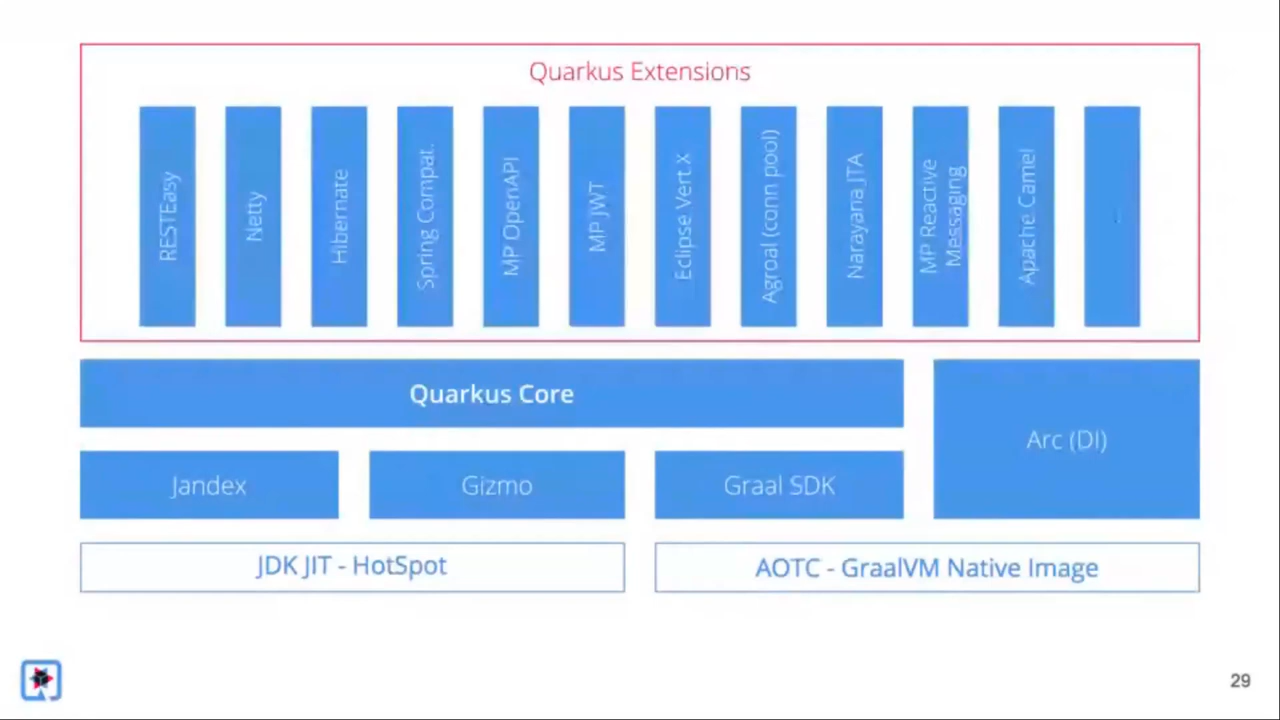 Quarkus Extensions
RESTEasy
Netty
Hibernate
Spring Compat.
MP OpenAPI
MP JWT
Eclipse Vert.X
Agroal (conn pool)
Narayana JTA
MP Reactive
Messaging
Apache Camel
...
Quarkus Core
Arc (DI)
Jandex
Gizmo
Graal SDK
JDK JIT - HotSpot
AOTC - GraalVM Native Image
29